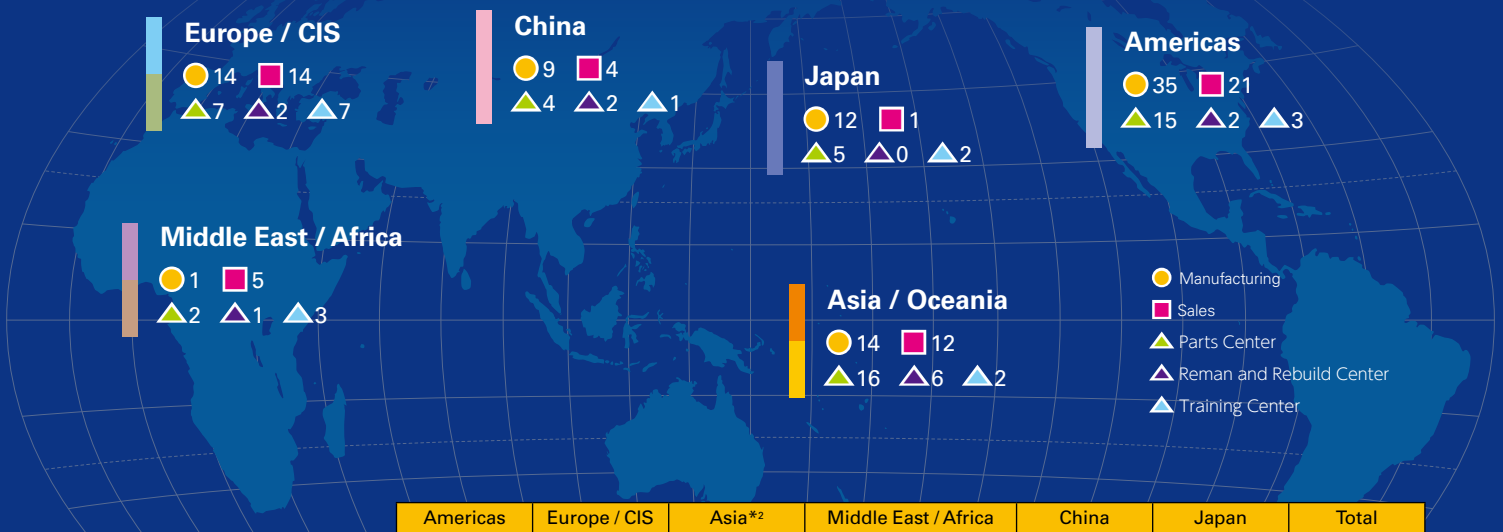 Europe / CIS
14 14
7 2 7
China
9 4
4 2 1
Japan
12 1
5 0 2
Americas
35 21
15 2 3
Middle East / Africa
1 5
2 1 3
Asia / Oceania
14 12
16 6 2
Manufacturing
Sales
Parts Center
Reman and Rebuild Center
Training Center
Americas Europe / CIS Asia*2 Middle East / Africa China Japan Total